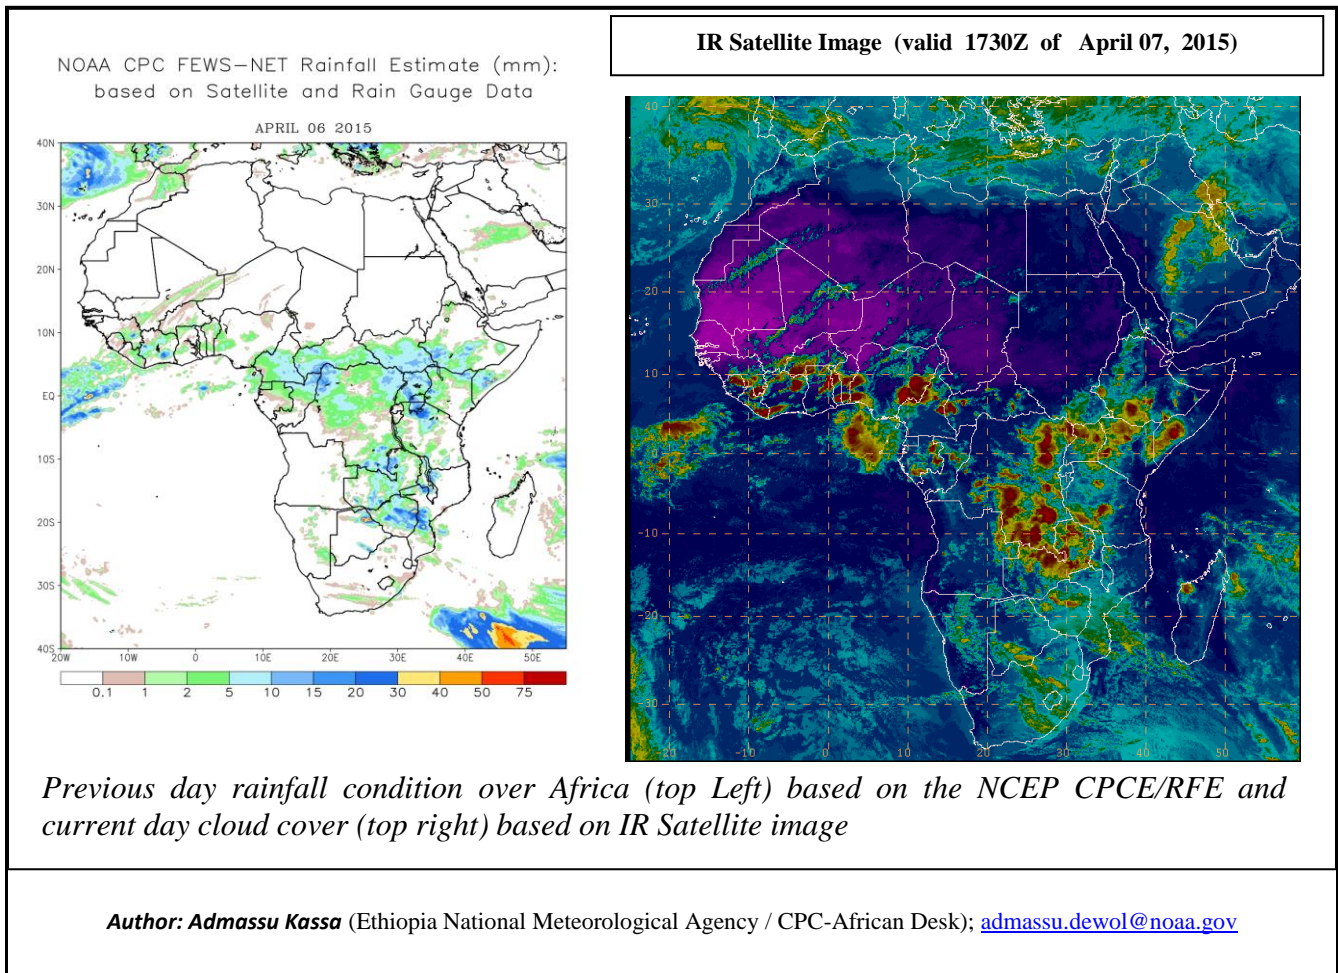 IR Satellite Image (valid 1730Z of April 07, 2015)
NOAA CPC FEWS-NET Rainfall Estimate (mm):
based on Satellite and Rain Gauge Data
APRIL 06 2015
40N
30N
20N
10N
EQ
10S
20S
30S
40S
20W 10W 0 10E 20E 30E 40E 50E
0.1 1 2 5 10 15 20 30 40 50 75
40
30
20
10
0
-10
-20
-30
-20 -10 0 10 20 30 40 50
Previous day rainfall condition over Africa (top Left) based on the NCEP CPCE/RFE and
current day cloud cover (top right) based on IR Satellite image
Author: Admassu Kassa (Ethiopia National Meteorological Agency / CPC-African Desk); admassu.dewol@noaa.gov